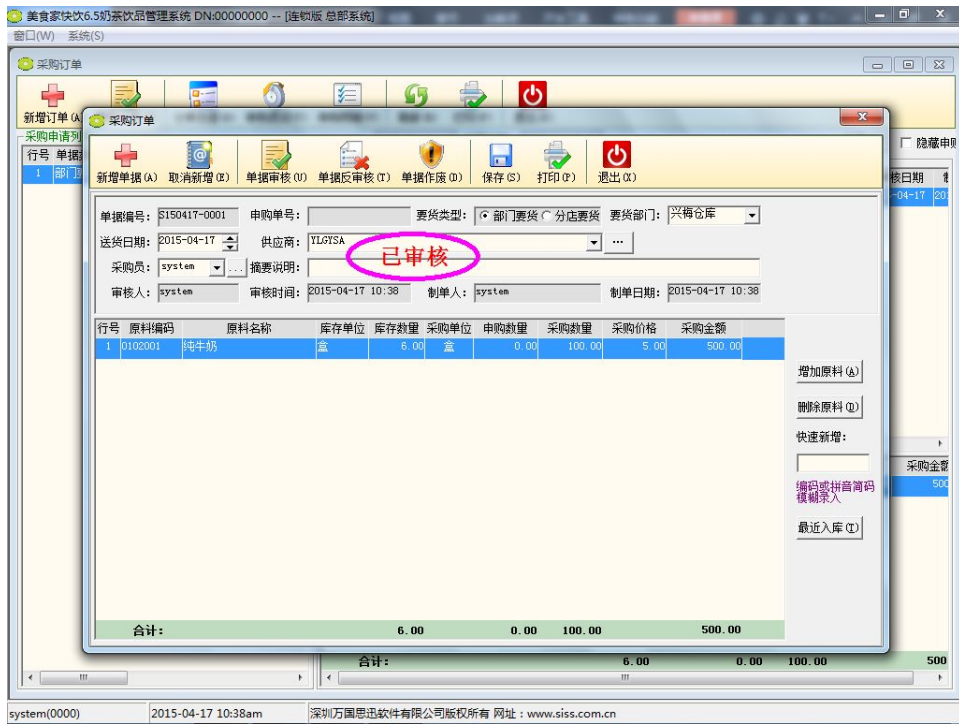 美食家快饮6.5奶茶饮品管理系统 DN:00000000 -- [连锁版 总部系统]
窗口(W) 系统(S)
采购订单
新增订单(A
采购申请列
隐藏申购
行号 单据
1 部门要
核日期
-04-17 201
采购订单
新增单据(A) 取消新增(E) 单据审核(U) 单据反审核(T) 单据作废(D) 保存(S) 打印(P) 退出(X)
单据编号: S150417-0001 申购单号: 要货类型: 部门要货 分店要货 要货部门: 兴梅仓库
送货日期: 2015-04-17 供应商: YLGYSA ...
已审核
采购员: system ... 摘要说明:
审核人: system 审核时间: 2015-04-17 10:38 制单人: system 制单日期: 2015-04-17 10:38
行号 原料编码 原料名称 库存单位 库存数量 采购单位 申购数量 采购数量 采购价格 采购金额
1 0102001 纯牛奶 盒 6.00 盒 0.00 100.00 5.00 500.00
增加原料(A)
删除原料(D)
快速新增:
编码或拼音简码
模糊录入
最近入库(T)
采购金额
500
合计: 6.00 0.00 100.00 500.00
合计: 6.00 0.00 100.00 500
system(0000) 2015-04-17 10:38am 深圳万国思迅软件有限公司版权所有 网址：www.siss.com.cn